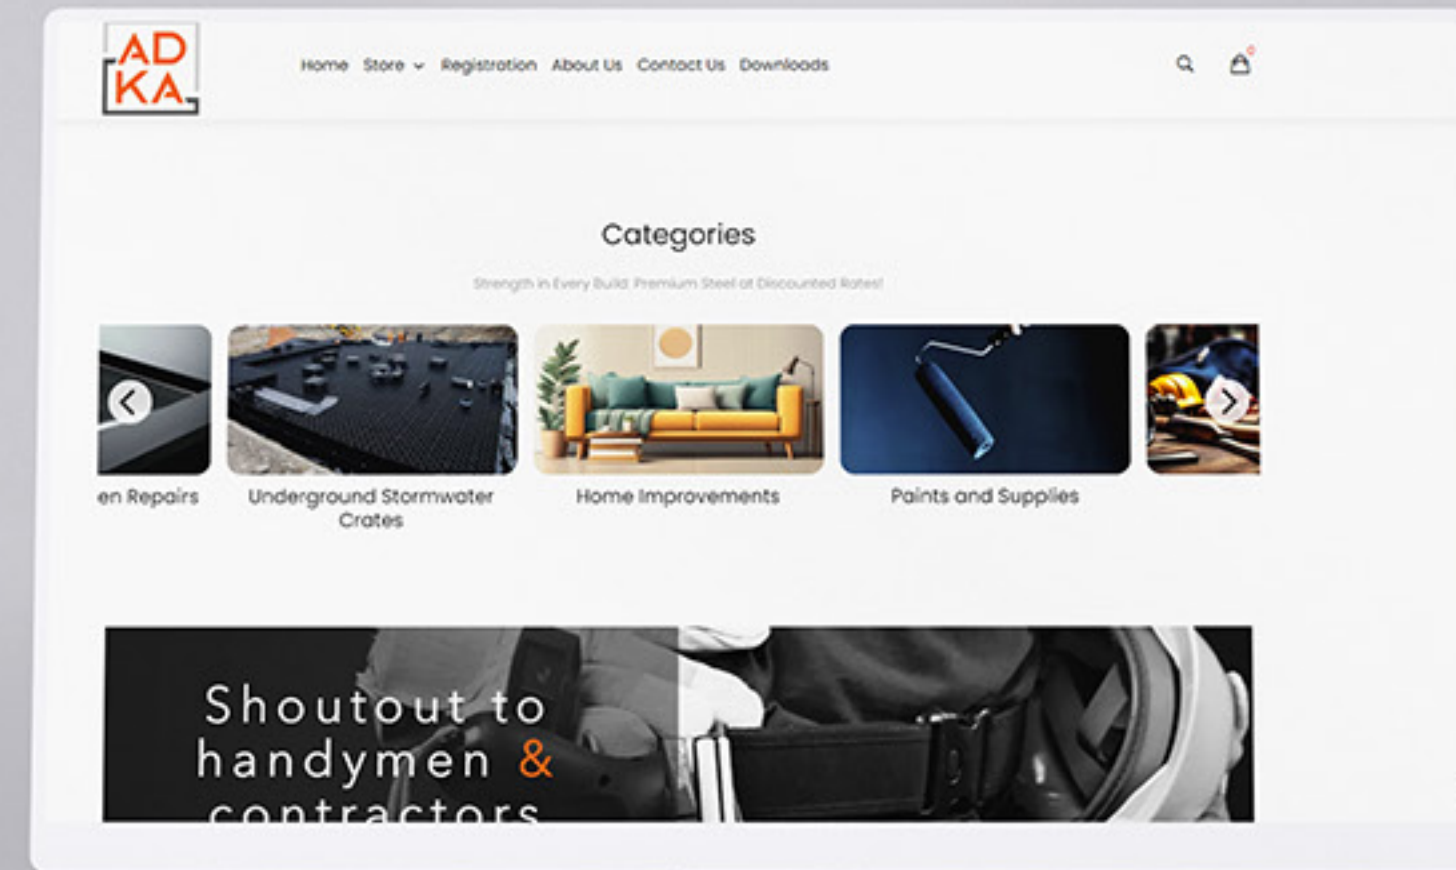 AD
KA
Home Store Registration About Us Contact Us Downloads
0
Categories
Strength in Every Build: Premium Steel at Discounted Rates!
en Repairs
Underground Stormwater
Crates
Home Improvements
Paints and Supplies
Shoutout to
handymen &
contractors